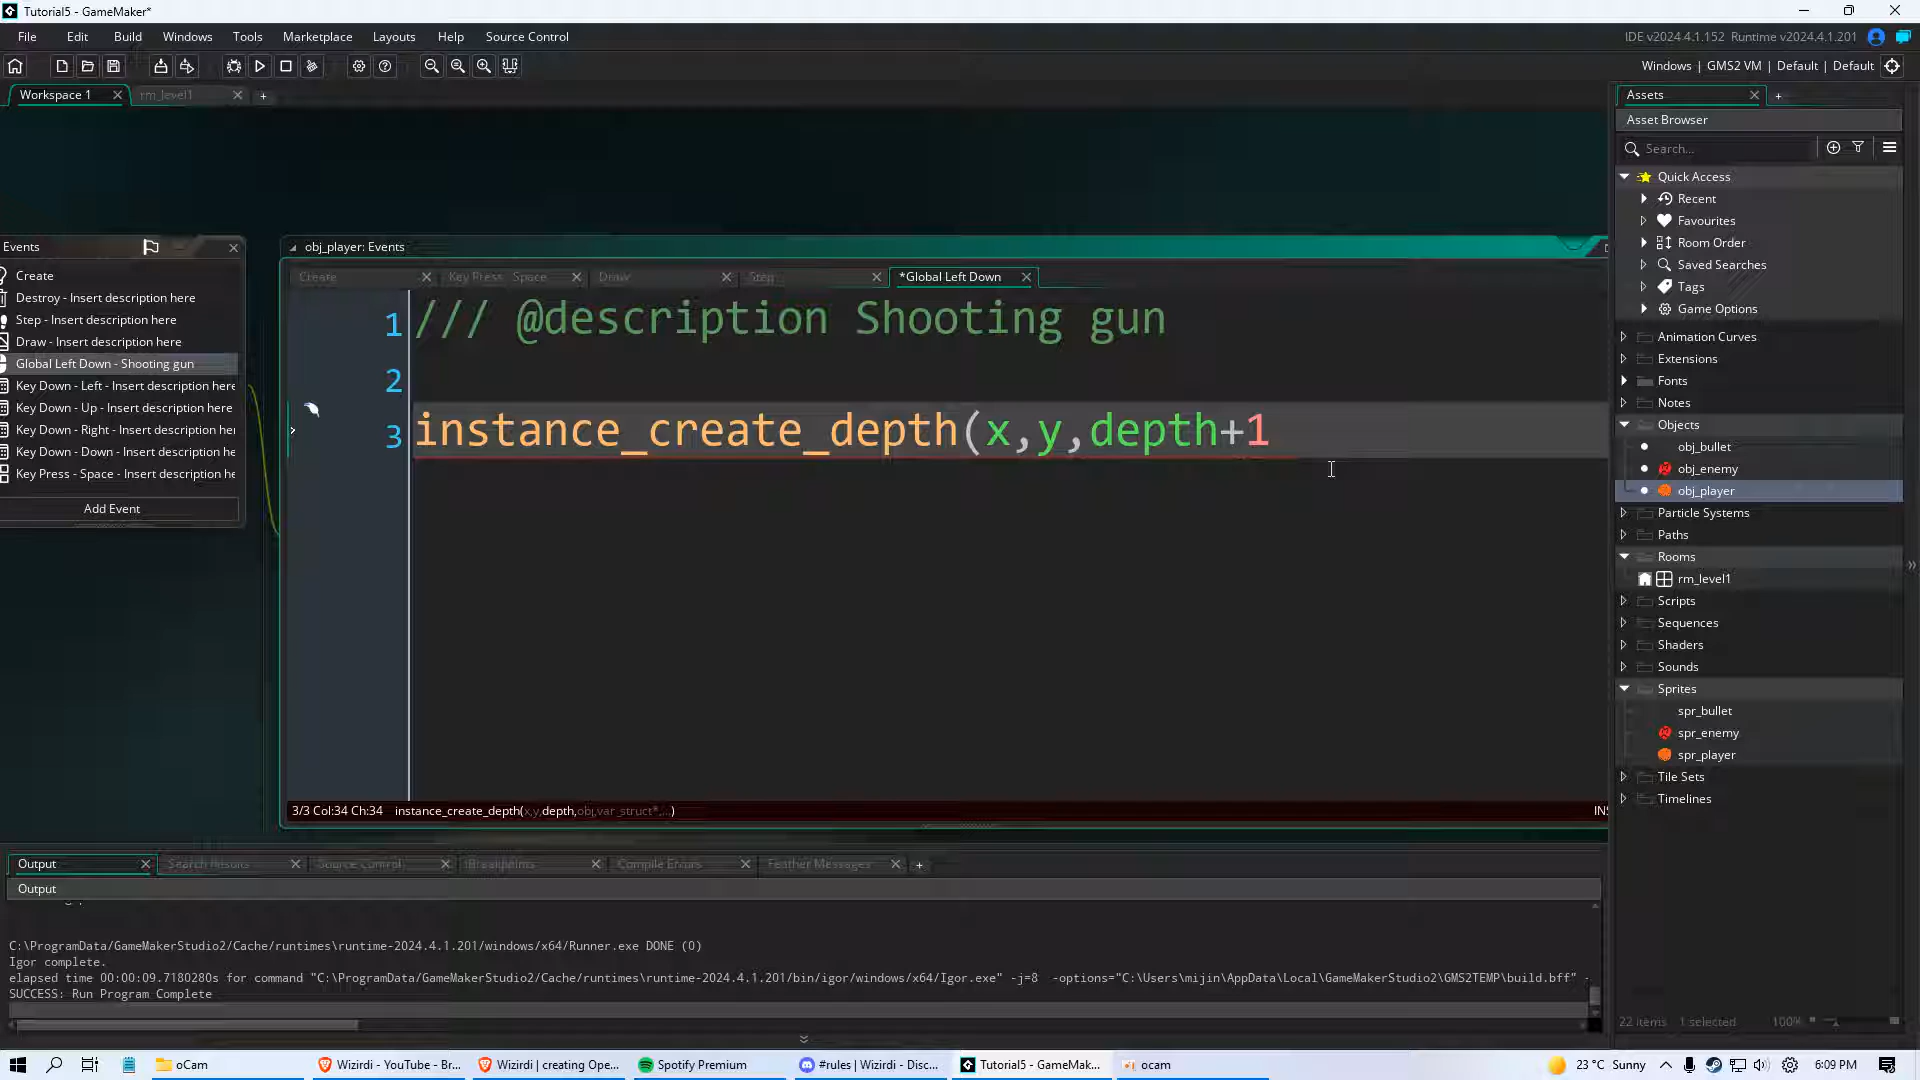 Tutorial5 - GameMaker*
File Edit Build Windows Tools Marketplace Layouts Window Help Source Control
IDE v2024.4.1.152 Runtime v2024.4.1.201
Windows | GMS2 VM | Default | Default
Workspace 1
rm_level1
Assets
Asset Browser
Search...
Quick Access
Recent
Favourites
Room Order
Saved Searches
Tags
Game Options
Animation Curves
Extensions
Fonts
Notes
Objects
obj_bullet
obj_enemy
obj_player
Particle Systems
Paths
Rooms
rm_level1
Scripts
Sequences
Shaders
Sounds
Sprites
spr_bullet
spr_enemy
spr_player
Tile Sets
Timelines
22 items 1 selected 100%
Events
Create
Destroy - Insert description here
Step - Insert description here
Draw - Insert description here
Global Left Down - Shooting gun
Key Down - Left - Insert description here
Key Down - Up - Insert description here
Key Down - Right - Insert description her
Key Down - Down - Insert description he
Key Press - Space - Insert description he
Add Event
obj_player: Events
Create
Key Press - Space
Draw
Step
*Global Left Down
1 /// @description Shooting gun
2
3 instance_create_depth(x,y,depth+1
3/3 Col:34 Ch:34 instance_create_depth(x,y,depth,obj,var_struct*,...)
INS
Output
Search Results
Source Control
Breakpoints
Compile Errors
Feather Messages
Output
C:\ProgramData/GameMakerStudio2/Cache/runtimes\runtime-2024.4.1.201/windows/x64/Runner.exe DONE (0)
Igor complete.
elapsed time 00:00:09.7180280s for command "C:\ProgramData/GameMakerStudio2/Cache/runtimes\runtime-2024.4.1.201/bin/igor/windows/x64/Igor.exe" -j=8 -options="C:\Users\mijin\AppData\Local\GameMakerStudio2\GMS2TEMP\build.bff" -
SUCCESS: Run Program Complete
oCam
Wizirdi - YouTube - Br...
Wizirdi | creating Ope...
Spotify Premium
#rules | Wizirdi - Disc...
Tutorial5 - GameMak...
ocam
23 °C Sunny
6:09 PM